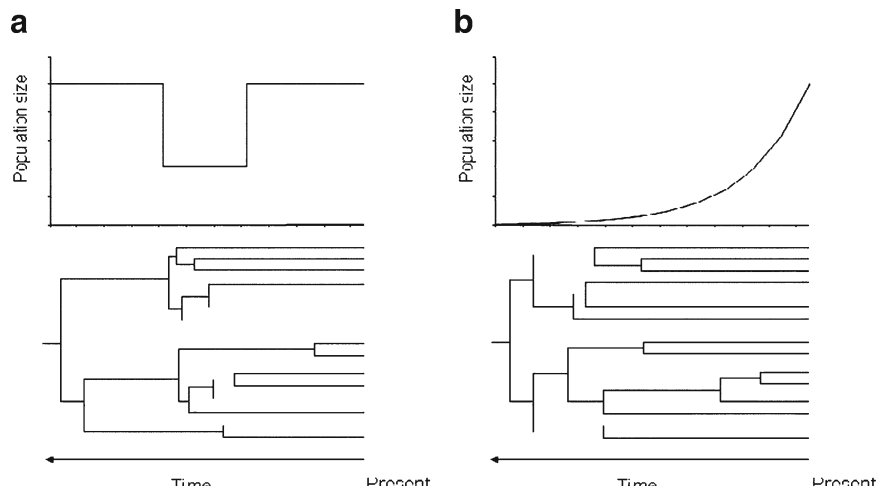 a
b
Population size
Population size
Time
Present
Time
Present